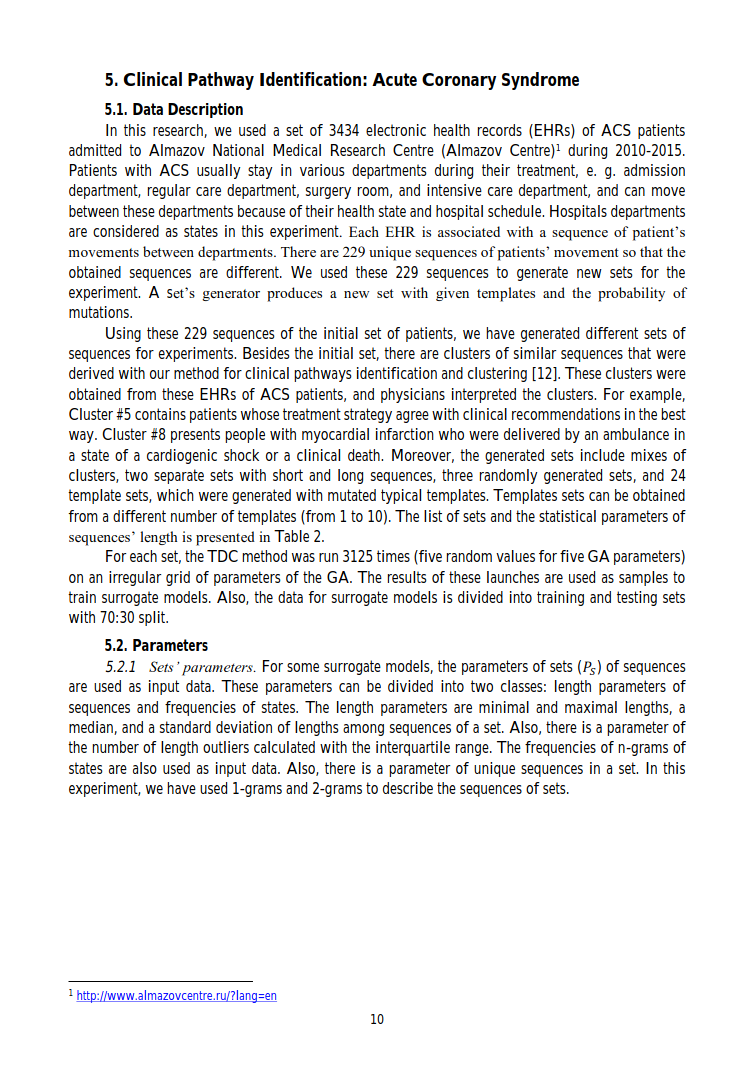 5. Clinical Pathway Identification: Acute Coronary Syndrome
5.1. Data Description
In this research, we used a set of 3434 electronic health records (EHRs) of ACS patients
admitted to Almazov National Medical Research Centre (Almazov Centre)1 during 2010-2015.
Patients with ACS usually stay in various departments during their treatment, e. g. admission
department, regular care department, surgery room, and intensive care department, and can move
between these departments because of their health state and hospital schedule. Hospitals departments
are considered as states in this experiment. Each EHR is associated with a sequence of patient’s
movements between departments. There are 229 unique sequences of patients’ movement so that the
obtained sequences are different. We used these 229 sequences to generate new sets for the
experiment. A set’s generator produces a new set with given templates and the probability of
mutations.
Using these 229 sequences of the initial set of patients, we have generated different sets of
sequences for experiments. Besides the initial set, there are clusters of similar sequences that were
derived with our method for clinical pathways identification and clustering [12]. These clusters were
obtained from these EHRs of ACS patients, and physicians interpreted the clusters. For example,
Cluster #5 contains patients whose treatment strategy agree with clinical recommendations in the best
way. Cluster #8 presents people with myocardial infarction who were delivered by an ambulance in
a state of a cardiogenic shock or a clinical death. Moreover, the generated sets include mixes of
clusters, two separate sets with short and long sequences, three randomly generated sets, and 24
template sets, which were generated with mutated typical templates. Templates sets can be obtained
from a different number of templates (from 1 to 10). The list of sets and the statistical parameters of
sequences’ length is presented in Table 2.
For each set, the TDC method was run 3125 times (five random values for five GA parameters)
on an irregular grid of parameters of the GA. The results of these launches are used as samples to
train surrogate models. Also, the data for surrogate models is divided into training and testing sets
with 70:30 split.
5.2. Parameters
5.2.1 Sets’ parameters. For some surrogate models, the parameters of sets (P_S) of sequences
are used as input data. These parameters can be divided into two classes: length parameters of
sequences and frequencies of states. The length parameters are minimal and maximal lengths, a
median, and a standard deviation of lengths among sequences of a set. Also, there is a parameter of
the number of length outliers calculated with the interquartile range. The frequencies of n-grams of
states are also used as input data. Also, there is a parameter of unique sequences in a set. In this
experiment, we have used 1-grams and 2-grams to describe the sequences of sets.
1 http://www.almazovcentre.ru/?lang=en
10